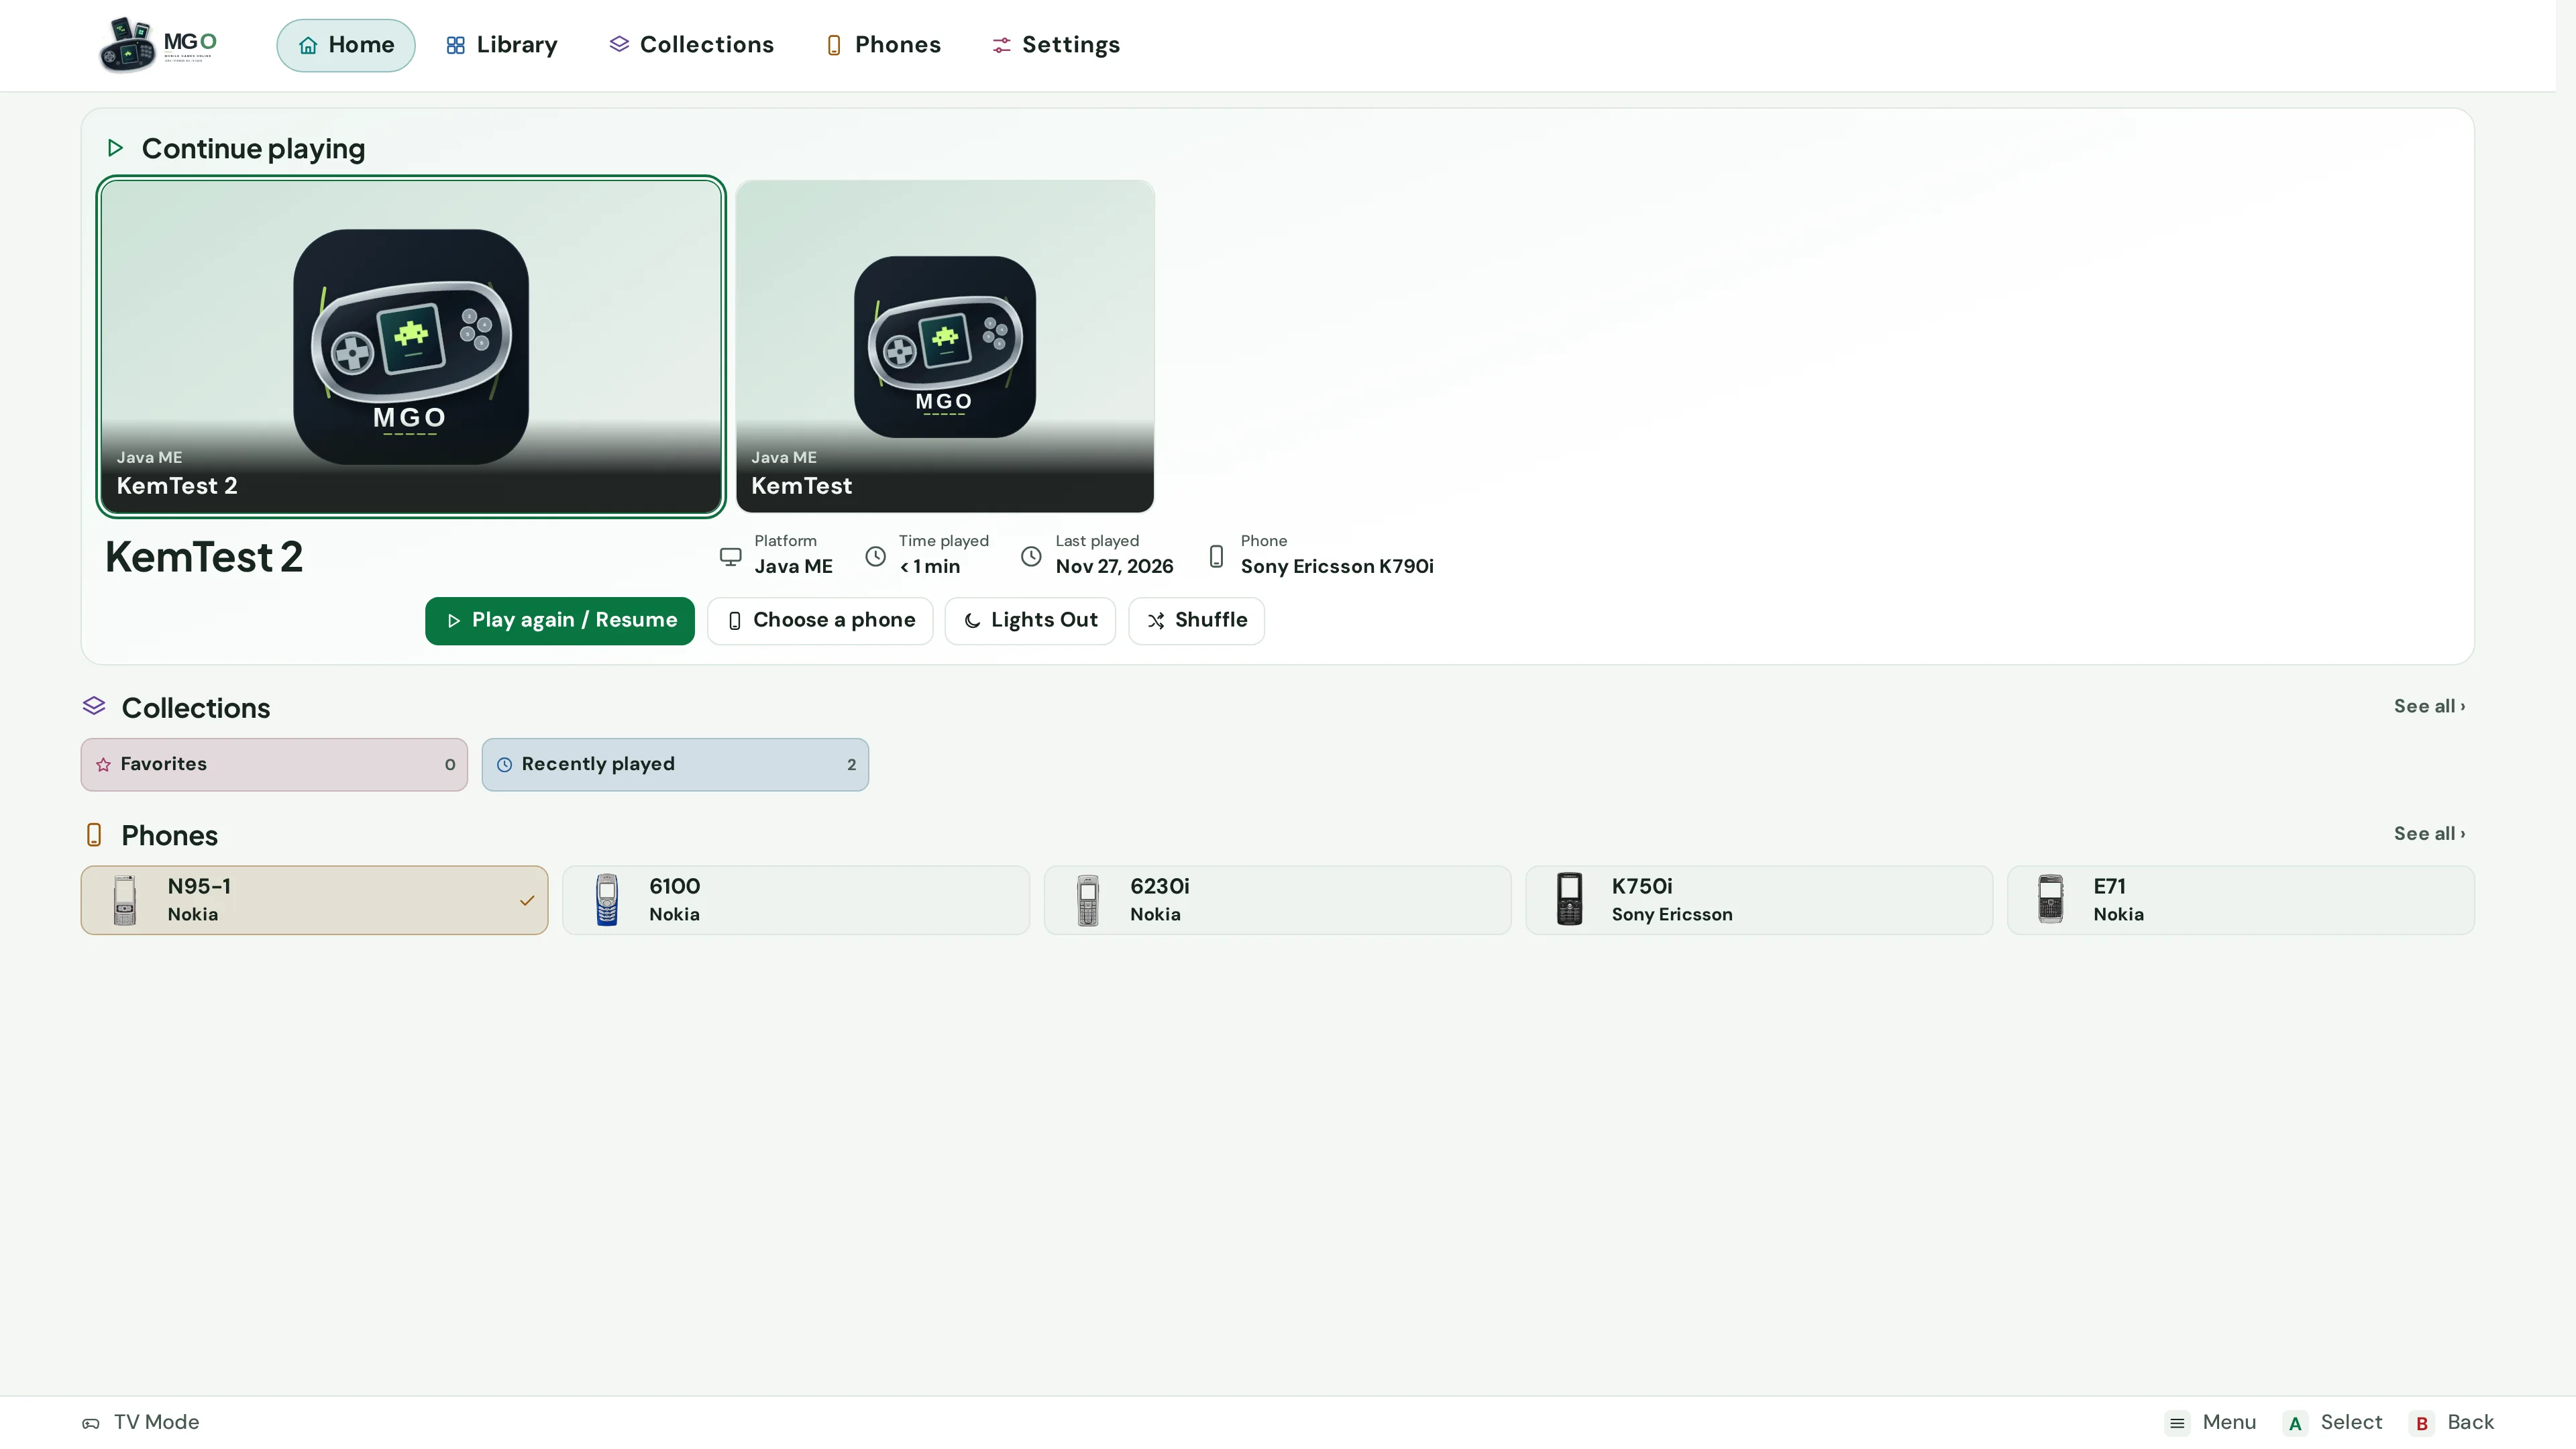 MGO
Home
Library
Collections
Phones
Settings
Continue playing
MGO
Java ME
KemTest 2
MGO
Java ME
KemTest
KemTest 2
Platform
Java ME
Time played
< 1 min
Last played
Nov 27, 2026
Phone
Sony Ericsson K790i
Play again / Resume
Choose a phone
Lights Out
Shuffle
Collections
See all ›
Favorites
0
Recently played
2
Phones
See all ›
N95-1
Nokia
6100
Nokia
6230i
Nokia
K750i
Sony Ericsson
E71
Nokia
TV Mode
Menu
A Select
B Back